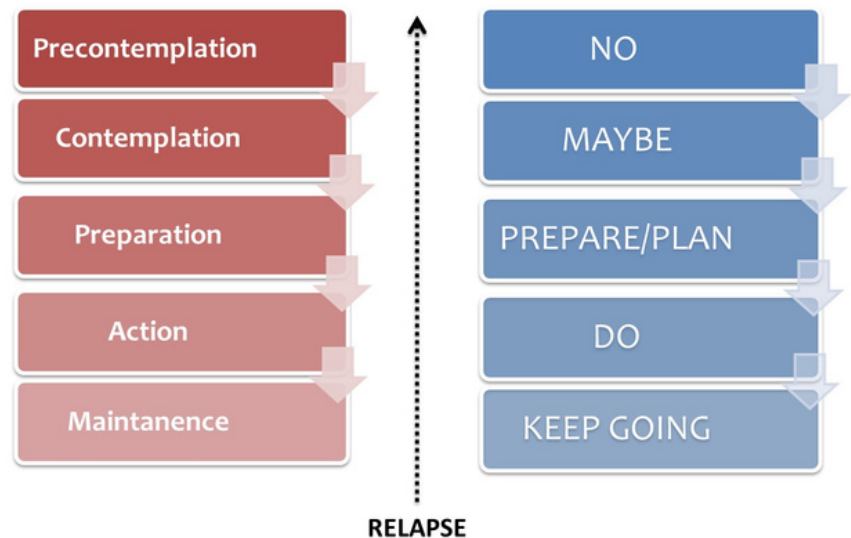 Precontemplation
Contemplation
Preparation
Action
Maintanence
RELAPSE
NO
MAYBE
PREPARE/PLAN
DO
KEEP GOING